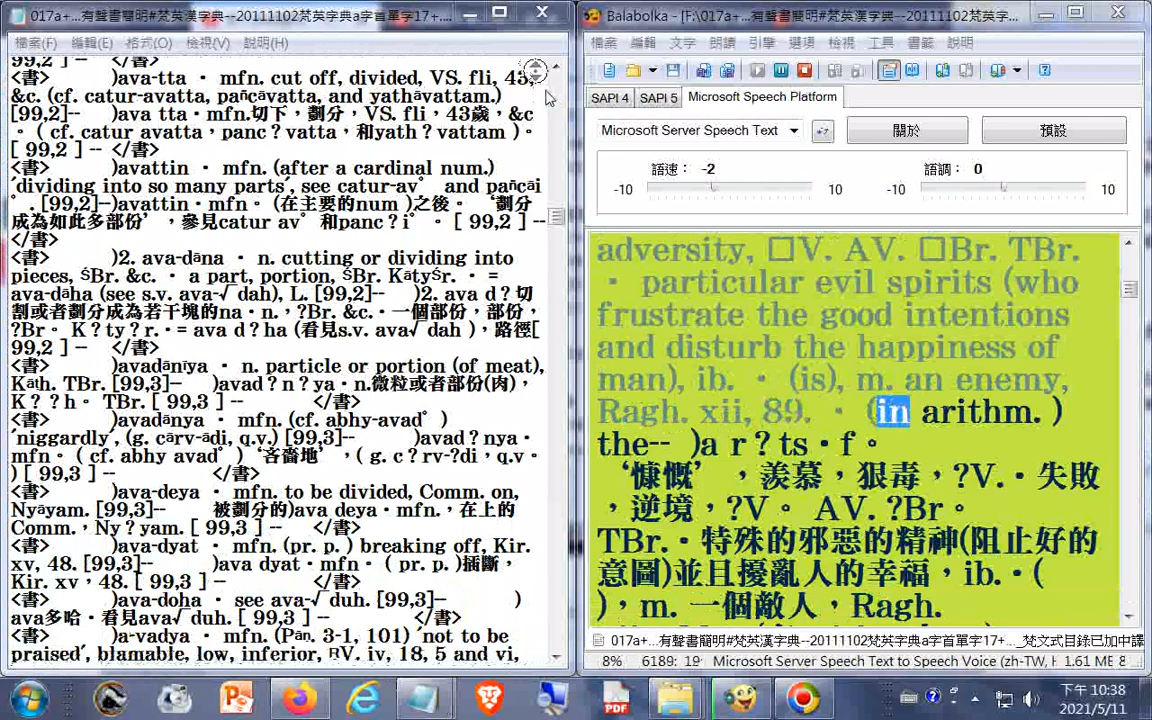 017a+...有聲書簡明#梵英漢字典--20111102梵英字典a字首單字17+...
檔案(F) 編輯(E) 格式(O) 檢視(V) 說明(H)
99,2 ] -- </書>
<書> )ava-tta ‧ mfn. cut off, divided, VS. fli, 43,
&c. (cf. catur-avatta, pañcāvatta, and yathāvattam.)
[99,2]-- )ava tta‧mfn.切下，劃分，VS. fli，43歲，&c
。 ( cf. catur avatta，panc？vatta，和yath？vattam )。
[ 99,2 ] -- </書>
<書> )avattin ‧ mfn. (after a cardinal num.)
'dividing into so many parts', see catur-av° and pañcāi
° . [99,2]--)avattin‧mfn。(在主要的num )之後。‘劃分
成為如此多部份’，參見catur av°和panc？i°。[ 99,2 ] --
</書>
<書> )2. ava-dāna ‧ n. cutting or dividing into
pieces, ŚBr. &c. ‧ a part, portion, ŚBr. KātyŚr. ‧ =
ava-dāha (see s.v. ava-√ dah), L. [99,2]-- )2. ava d？切
割或者劃分成為若干塊的na‧n.，?Br. &c.‧一個部份，部份，
?Br。K？ty？r.‧= ava d？ha (看見s.v. ava√ dah )，路徑[
99,2 ] -- </書>
<書> )avadānīya ‧ n. particle or portion (of meat),
Kāth. TBr. [99,3]-- )avad？n？ya‧n.微粒或者部份(肉)，
K？？h。TBr. [ 99,3 ] </書>
<書> )avadānya ‧ mfn. (cf. abhy-avad°)
'niggardly', (g. cārv-ādi, q.v.) [99,3]-- )avad？nya‧
mfn。( cf. abhy avad° )‘吝嗇地’，( g. c？rv-?di，q.v。
) [ 99,3 ] -- </書>
<書> )ava-deya ‧ mfn. to be divided, Comm. on,
Nyāyam. [99,3]-- 被劃分的)ava deya‧mfn.，在上的
Comm.，Ny？yam. [ 99,3 ] </書>
<書> )ava-dyat ‧ mfn. (pr. p. ) breaking off, Kir.
xv, 48. [99,3]-- )ava dyat‧mfn‧ ( pr. p. )插斷，
Kir. xv，48. [ 99,3 ] </書>
<書> )ava-doha ‧ see ava-√ duh. [99,3]-- )
ava多哈‧看見ava√ duh. [ 99,3 ] </書>
<書> )a-vadya ‧ mfn. (Pān. 3-1, 101) 'not to be
praised', blamable, low, inferior, RV. iv, 18, 5 and vi,
Balabolka - [F:\017a+...有聲書簡明#梵英漢字典--20111102梵英字...
檔案 編輯 文字 朗讀 引擎 選項 檢視 工具 書籤 說明
SAPI 4 SAPI 5 Microsoft Speech Platform
Microsoft Server Speech Text 關於 預設
語速： -2 語調： 0
-10 10 -10 10
adversity, □V. AV. □Br. TBr.
‧ particular evil spirits (who
frustrate the good intentions
and disturb the happiness of
man), ib. ‧ (is), m. an enemy,
Ragh. xii, 89. ‧ (in arithm. )
the-- )a r？ts‧f。
‘慷慨’，羨慕，狠毒，?V.‧失敗
，逆境，?V。AV. ?Br。
TBr.‧特殊的邪惡的精神(阻止好的
意圖)並且擾亂人的幸福，ib.‧(
)，m. 一個敵人，Ragh.
017a+...有聲書簡明#梵英漢字典--20111102梵英字典a字首單字17+..._梵文式目錄已加中譯
8% 6189: 19 Microsoft Server Speech Text to Speech Voice (zh-TW, H 1.61 ME 8
下午 10:38
2021/5/11